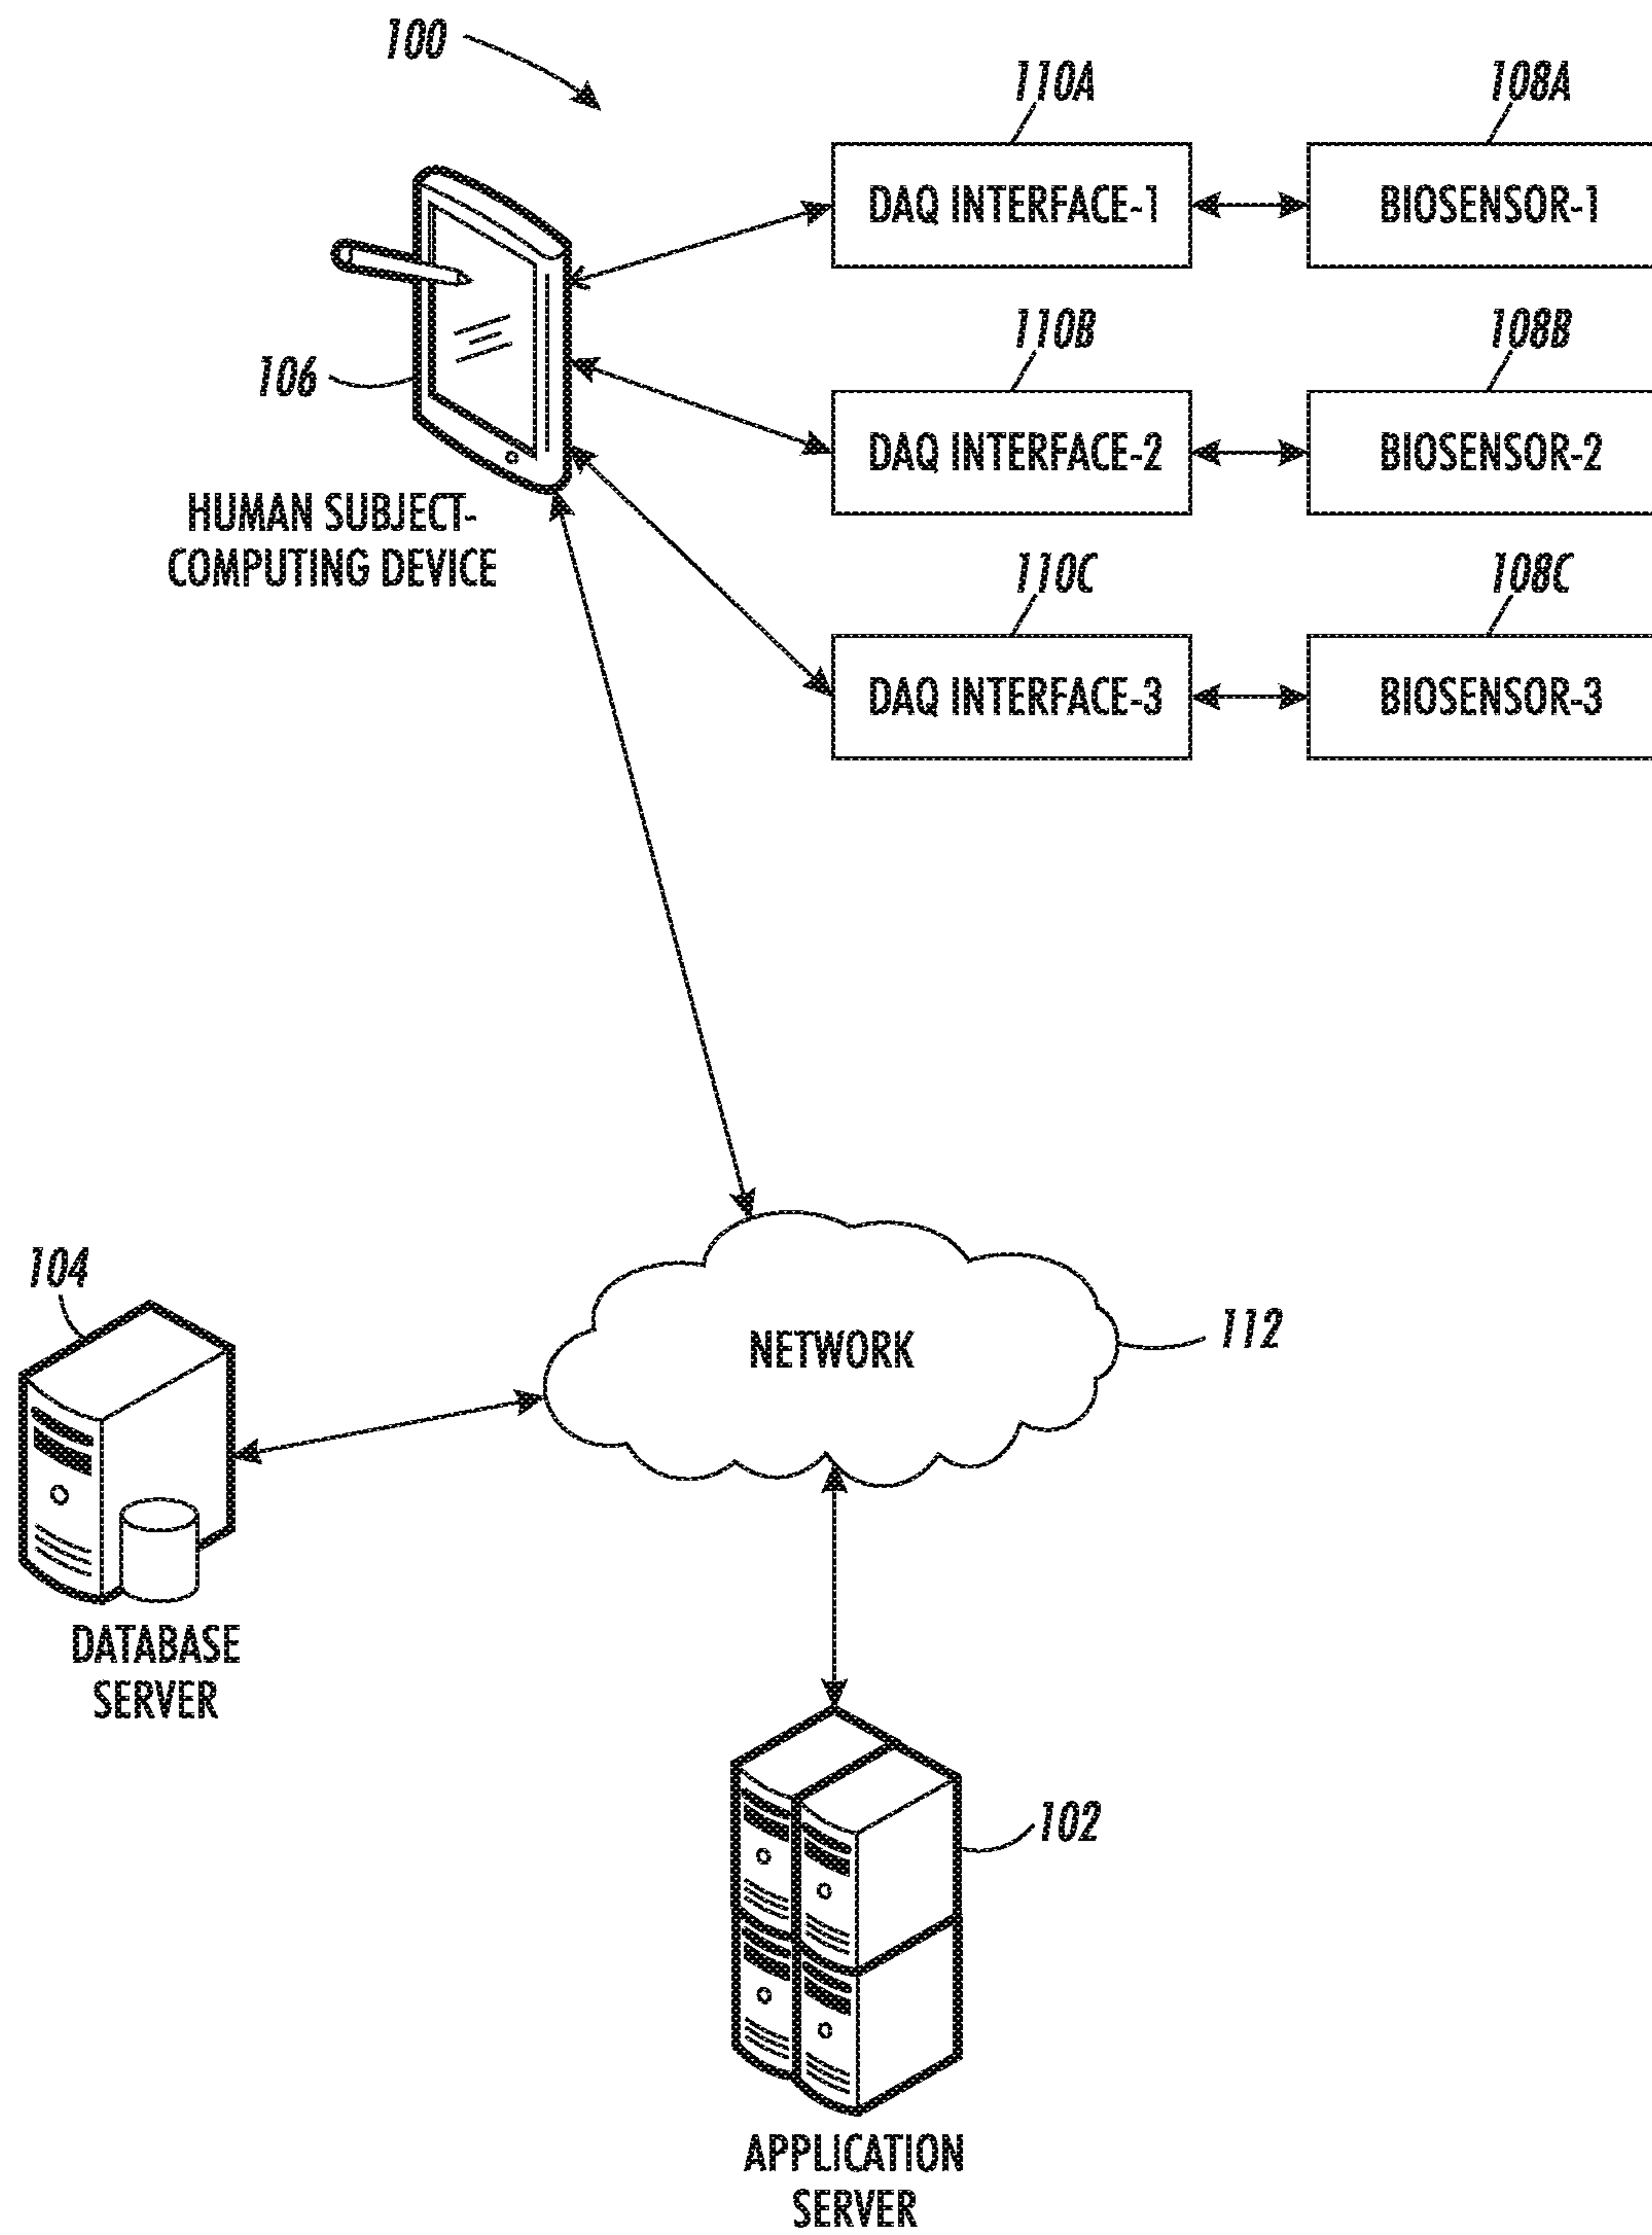 100
110A
108A
DAQ INTERFACE-1
BIOSENSOR-1
110B
108B
106
DAQ INTERFACE-2
BIOSENSOR-2
HUMAN SUBJECT-
COMPUTING DEVICE
110C
108C
DAQ INTERFACE-3
BIOSENSOR-3
104
NETWORK
112
DATABASE
SERVER
102
APPLICATION
SERVER